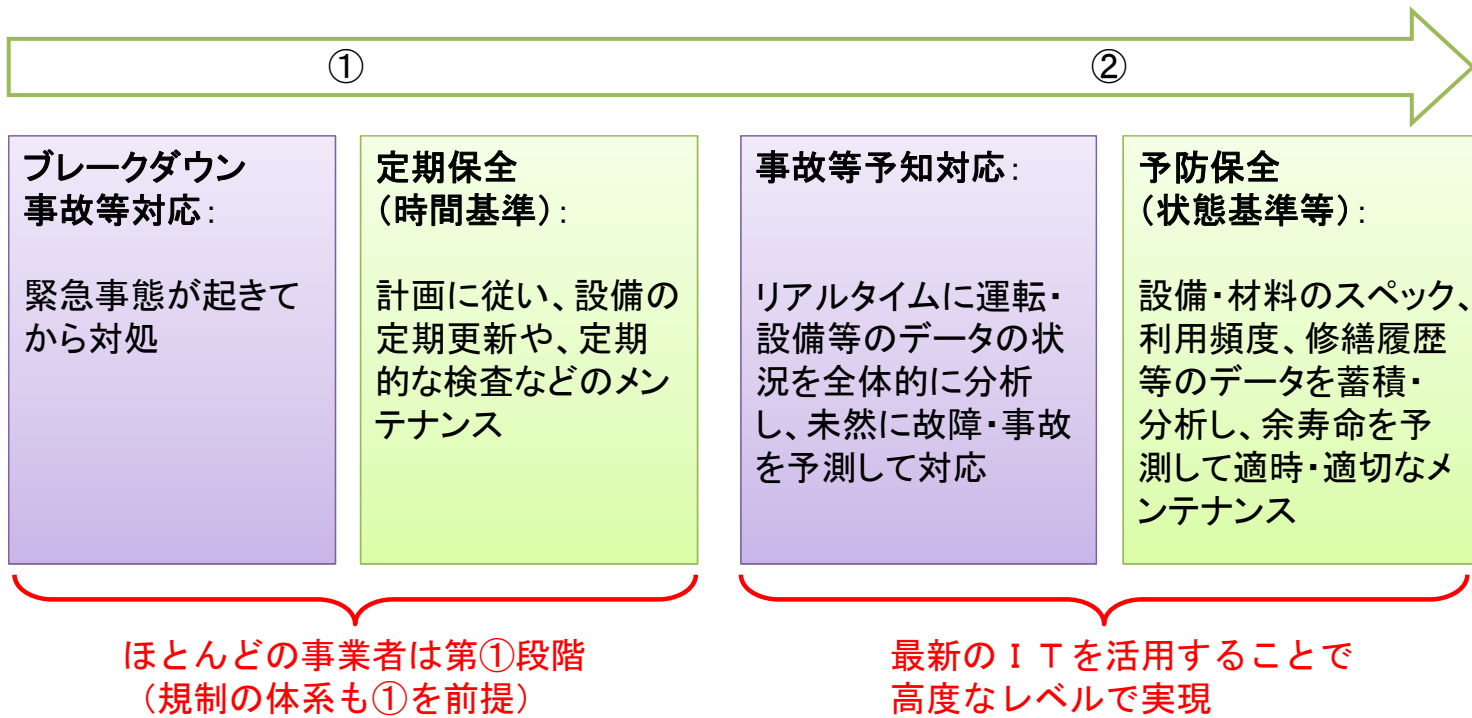 ①
②
ブレークダウン
事故等対応:
緊急事態が起きて
から対処
定期保全
(時間基準):
計画に従い、設備の
定期更新や、定期
的な検査などのメン
テナンス
事故等予知対応:
リアルタイムに運転・
設備等のデータの状
況を全体的に分析
し、未然に故障・事故
を予測して対応
予防保全
(状態基準等):
設備・材料のスペック、
利用頻度、修繕履歴
等のデータを蓄積・
分析し、余寿命を予
測して適時・適切なメ
ンテナンス
ほとんどの事業者は第①段階
(規制の体系も①を前提)
最新のITを活用することで
高度なレベルで実現